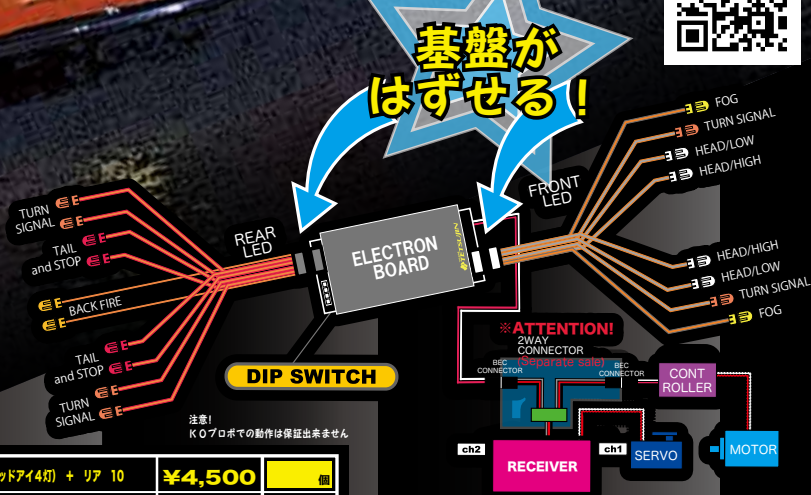 基盤が
はずせる！
FOG
TURN SIGNAL
HEAD/LOW
HEAD/HIGH
FRONT
LED
TURN
SIGNAL
TAIL
and STOP
REAR
LED
ELECTRON
BOARD
BACK FIRE
HEAD/HIGH
HEAD/LOW
TURN SIGNAL
FOG
TAIL
and STOP
TURN
SIGNAL
DIP SWITCH
※ATTENTION!
2WAY
CONNECTOR
(Scparate sale)
BEC
CONNECTOR
BEC
CONNECTOR
CONT
ROLLER
注意!
KOプロポでの動作は保証出来ません
ch2
RECEIVER
ch1
SERVO
MOTOR
ッドアイ4灯) + リア 10
¥4,500
個